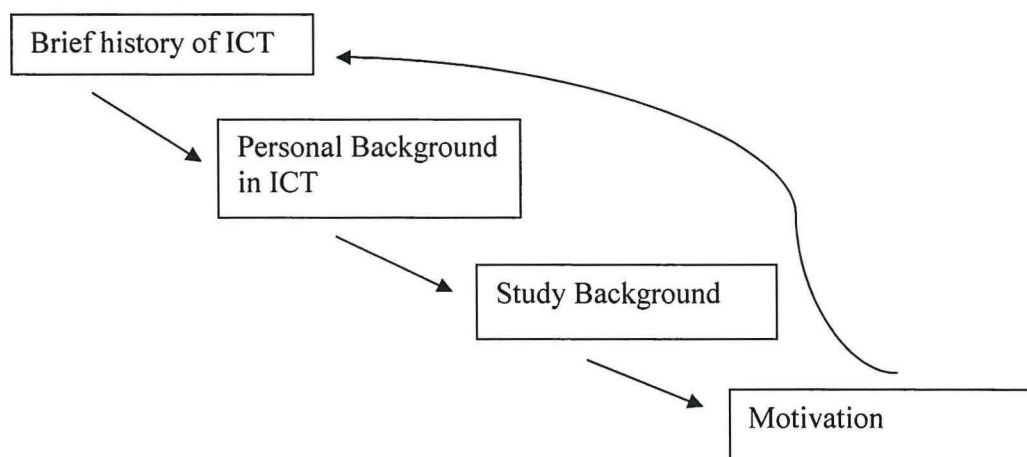 Brief history of ICT
Personal Background
in ICT
Study Background
Motivation